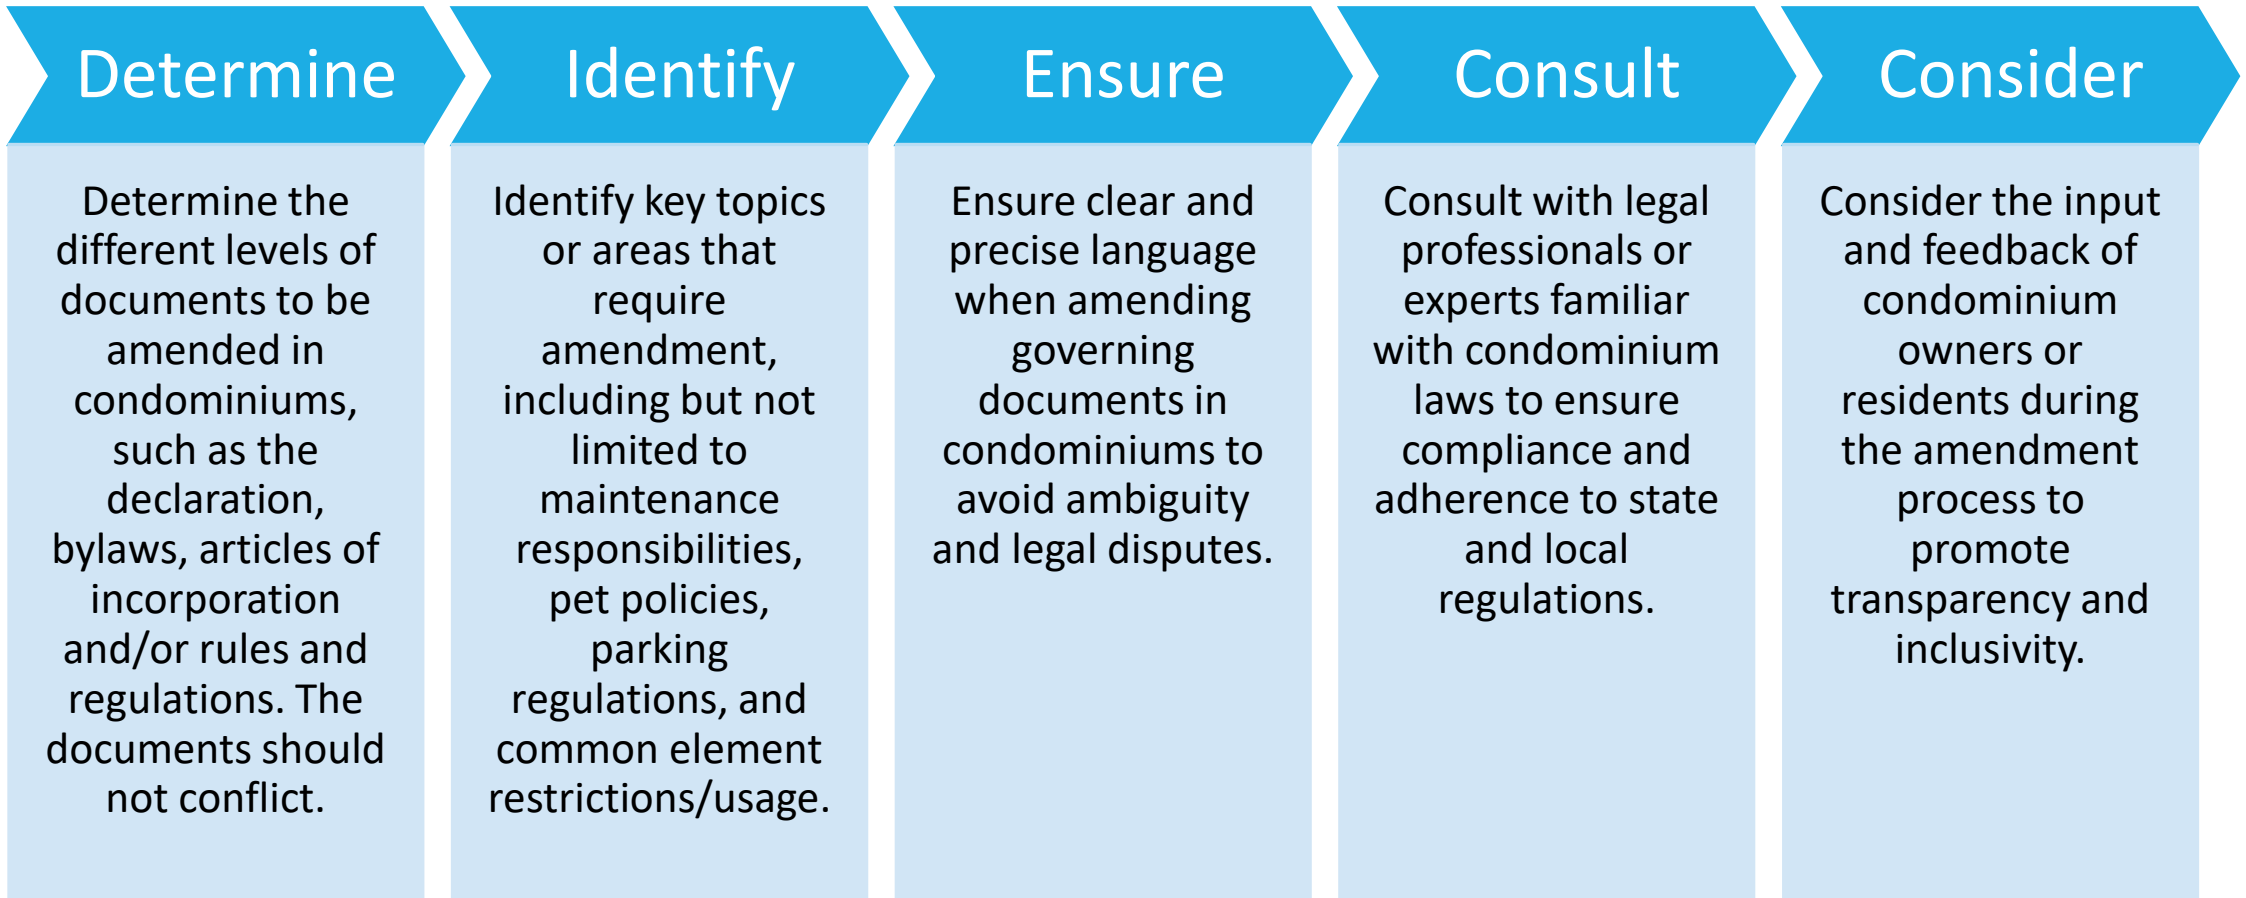 Determine
Determine the
different levels of
documents to be
amended in
condominiums,
such as the
declaration,
bylaws, articles of
incorporation
and/or rules and
regulations. The
documents should
not conflict.
Identify
Identify key topics
or areas that
require
amendment,
including but not
limited to
maintenance
responsibilities,
pet policies,
parking
regulations, and
common element
restrictions/usage.
Ensure
Ensure clear and
precise language
when amending
governing
documents in
condominiums to
avoid ambiguity
and legal disputes.
Consult
Consult with legal
professionals or
experts familiar
with condominium
laws to ensure
compliance and
adherence to state
and local
regulations.
Consider
Consider the input
and feedback of
condominium
owners or
residents during
the amendment
process to
promote
transparency and
inclusivity.